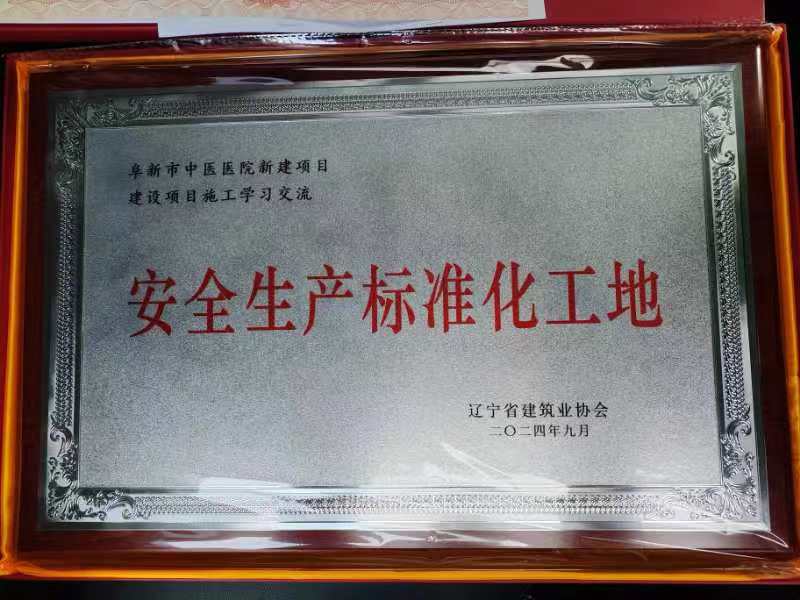 阜新市中医医院新建项目
建设项目施工学习交流
安全生产标准化工地
辽宁省建筑业协会
二〇二四年九月